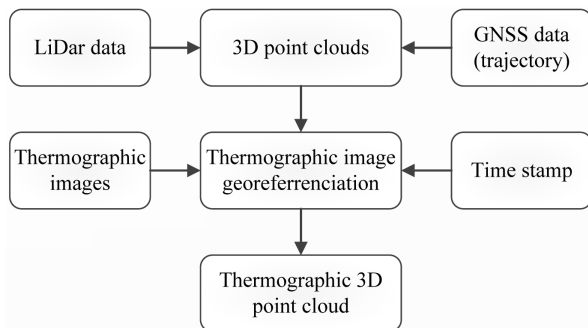 LiDar data
3D point clouds
GNSS data
(trajectory)
Thermographic
images
Thermographic image
georeferrenciation
Time stamp
Thermographic 3D
point cloud